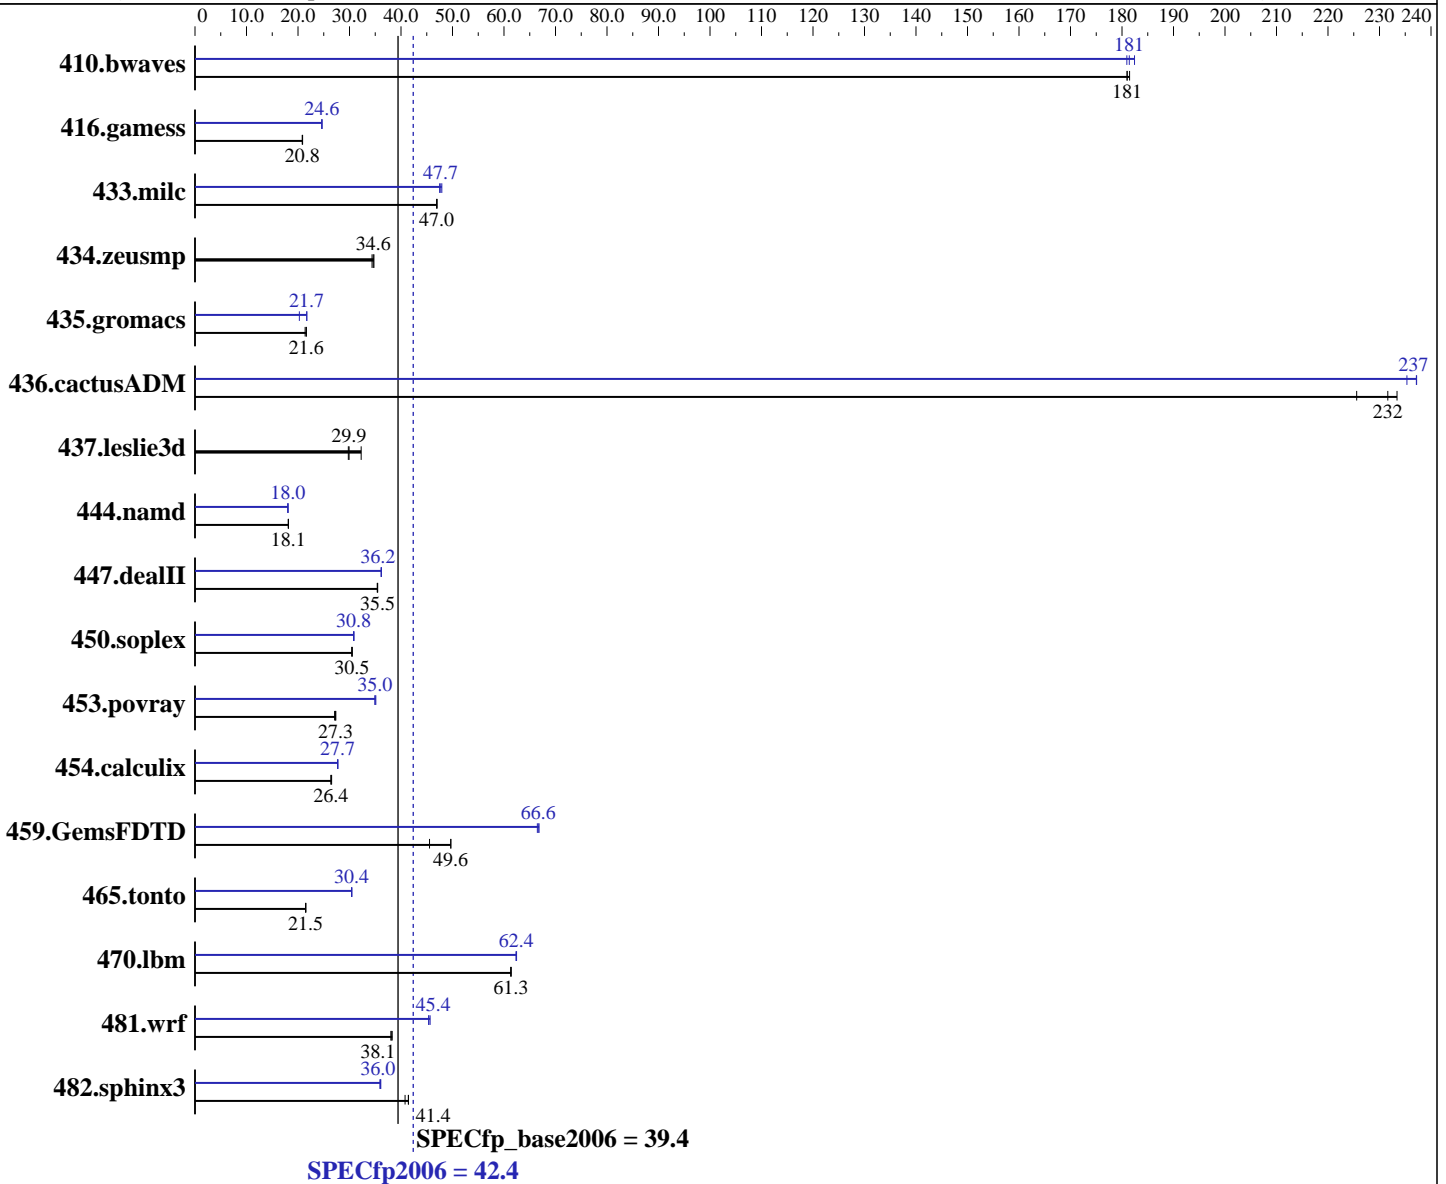 0 10.0 20.0 30.0 40.0 50.0 60.0 70.0 80.0 90.0 100 110 120 130 140 150 160 170 180 190 200 210 220 230 240
181
410.bwaves
181
24.6
416.gamess
20.8
47.7
433.milc
47.0
34.6
434.zeusmp
21.7
435.gromacs
21.6
237
436.cactusADM
232
29.9
437.leslie3d
18.0
444.namd
18.1
36.2
447.dealII
35.5
30.8
450.soplex
30.5
35.0
453.povray
27.3
27.7
454.calculix
26.4
66.6
459.GemsFDTD
49.6
30.4
465.tonto
21.5
62.4
470.lbm
61.3
45.4
481.wrf
38.1
36.0
482.sphinx3
41.4
SPECfp_base2006 = 39.4
SPECfp2006 = 42.4